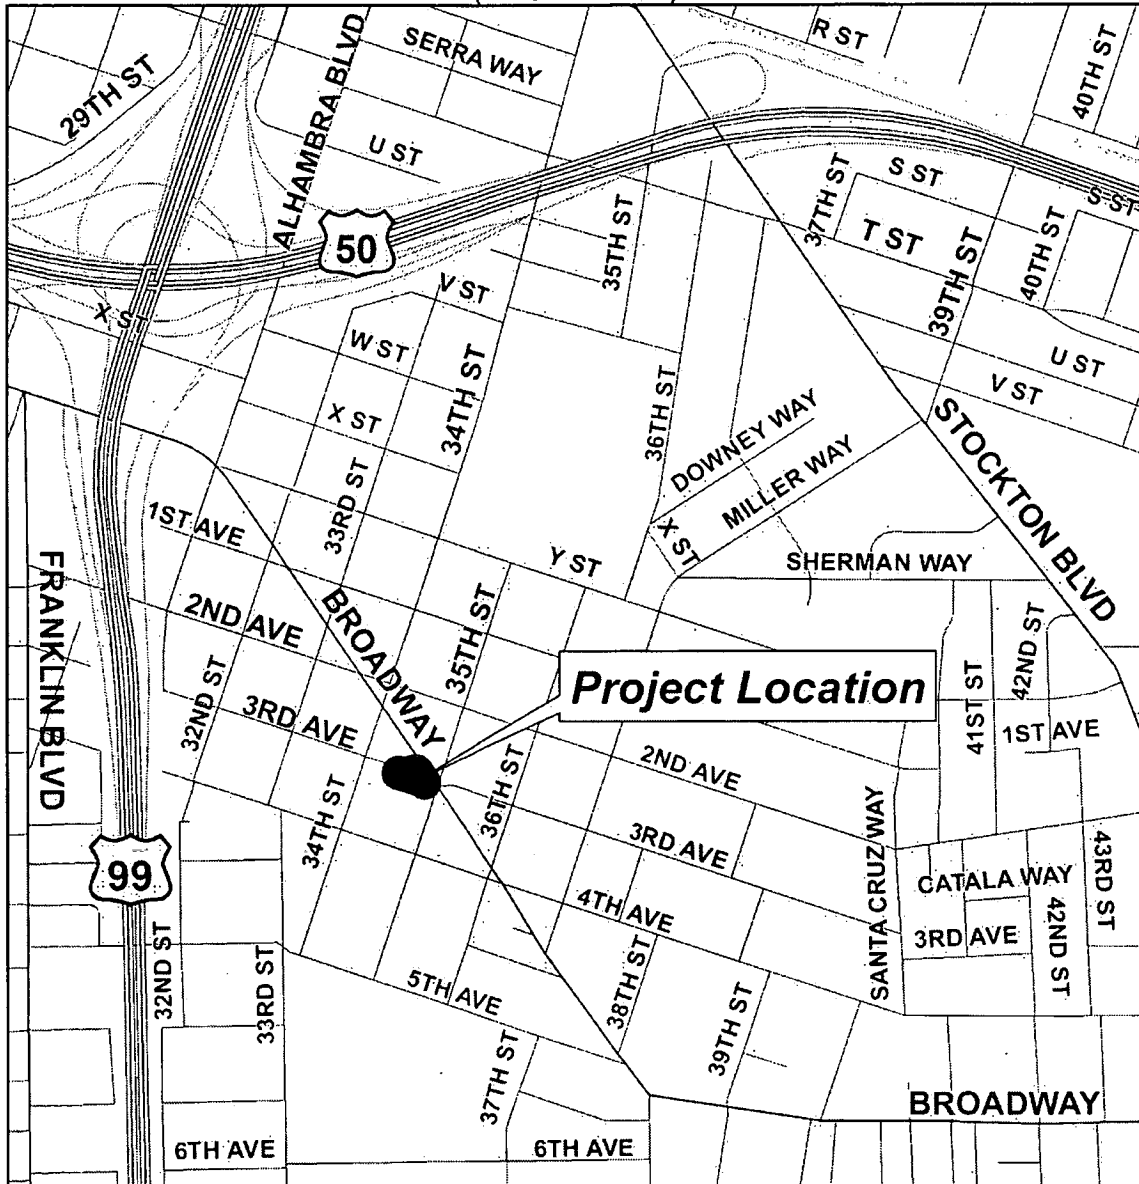 R ST
SERRA WAY
40TH ST
29TH ST
ALHAMBRA BLVD
U ST
S ST
37TH ST
S ST
35TH ST
T ST
40TH ST
50
39TH ST
V ST
X ST
W ST
U ST
34TH ST
V ST
36TH ST
X ST
DOWNEY WAY
STOCKTON BLVD
MILLER WAY
33RD ST
1ST AVE
X ST
Y ST
SHERMAN WAY
FRANKLIN BLVD
2ND AVE
BROADWAY
35TH ST
42ND ST
Project Location
41ST ST
32ND ST
3RD AVE
1ST AVE
2ND AVE
36TH ST
34TH ST
3RD AVE
SANTA CRUZ WAY
43RD ST
99
CATALA WAY
4TH AVE
3RD AVE
42ND ST
32ND ST
33RD ST
5TH AVE
38TH ST
39TH ST
37TH ST
BROADWAY
6TH AVE
6TH AVE